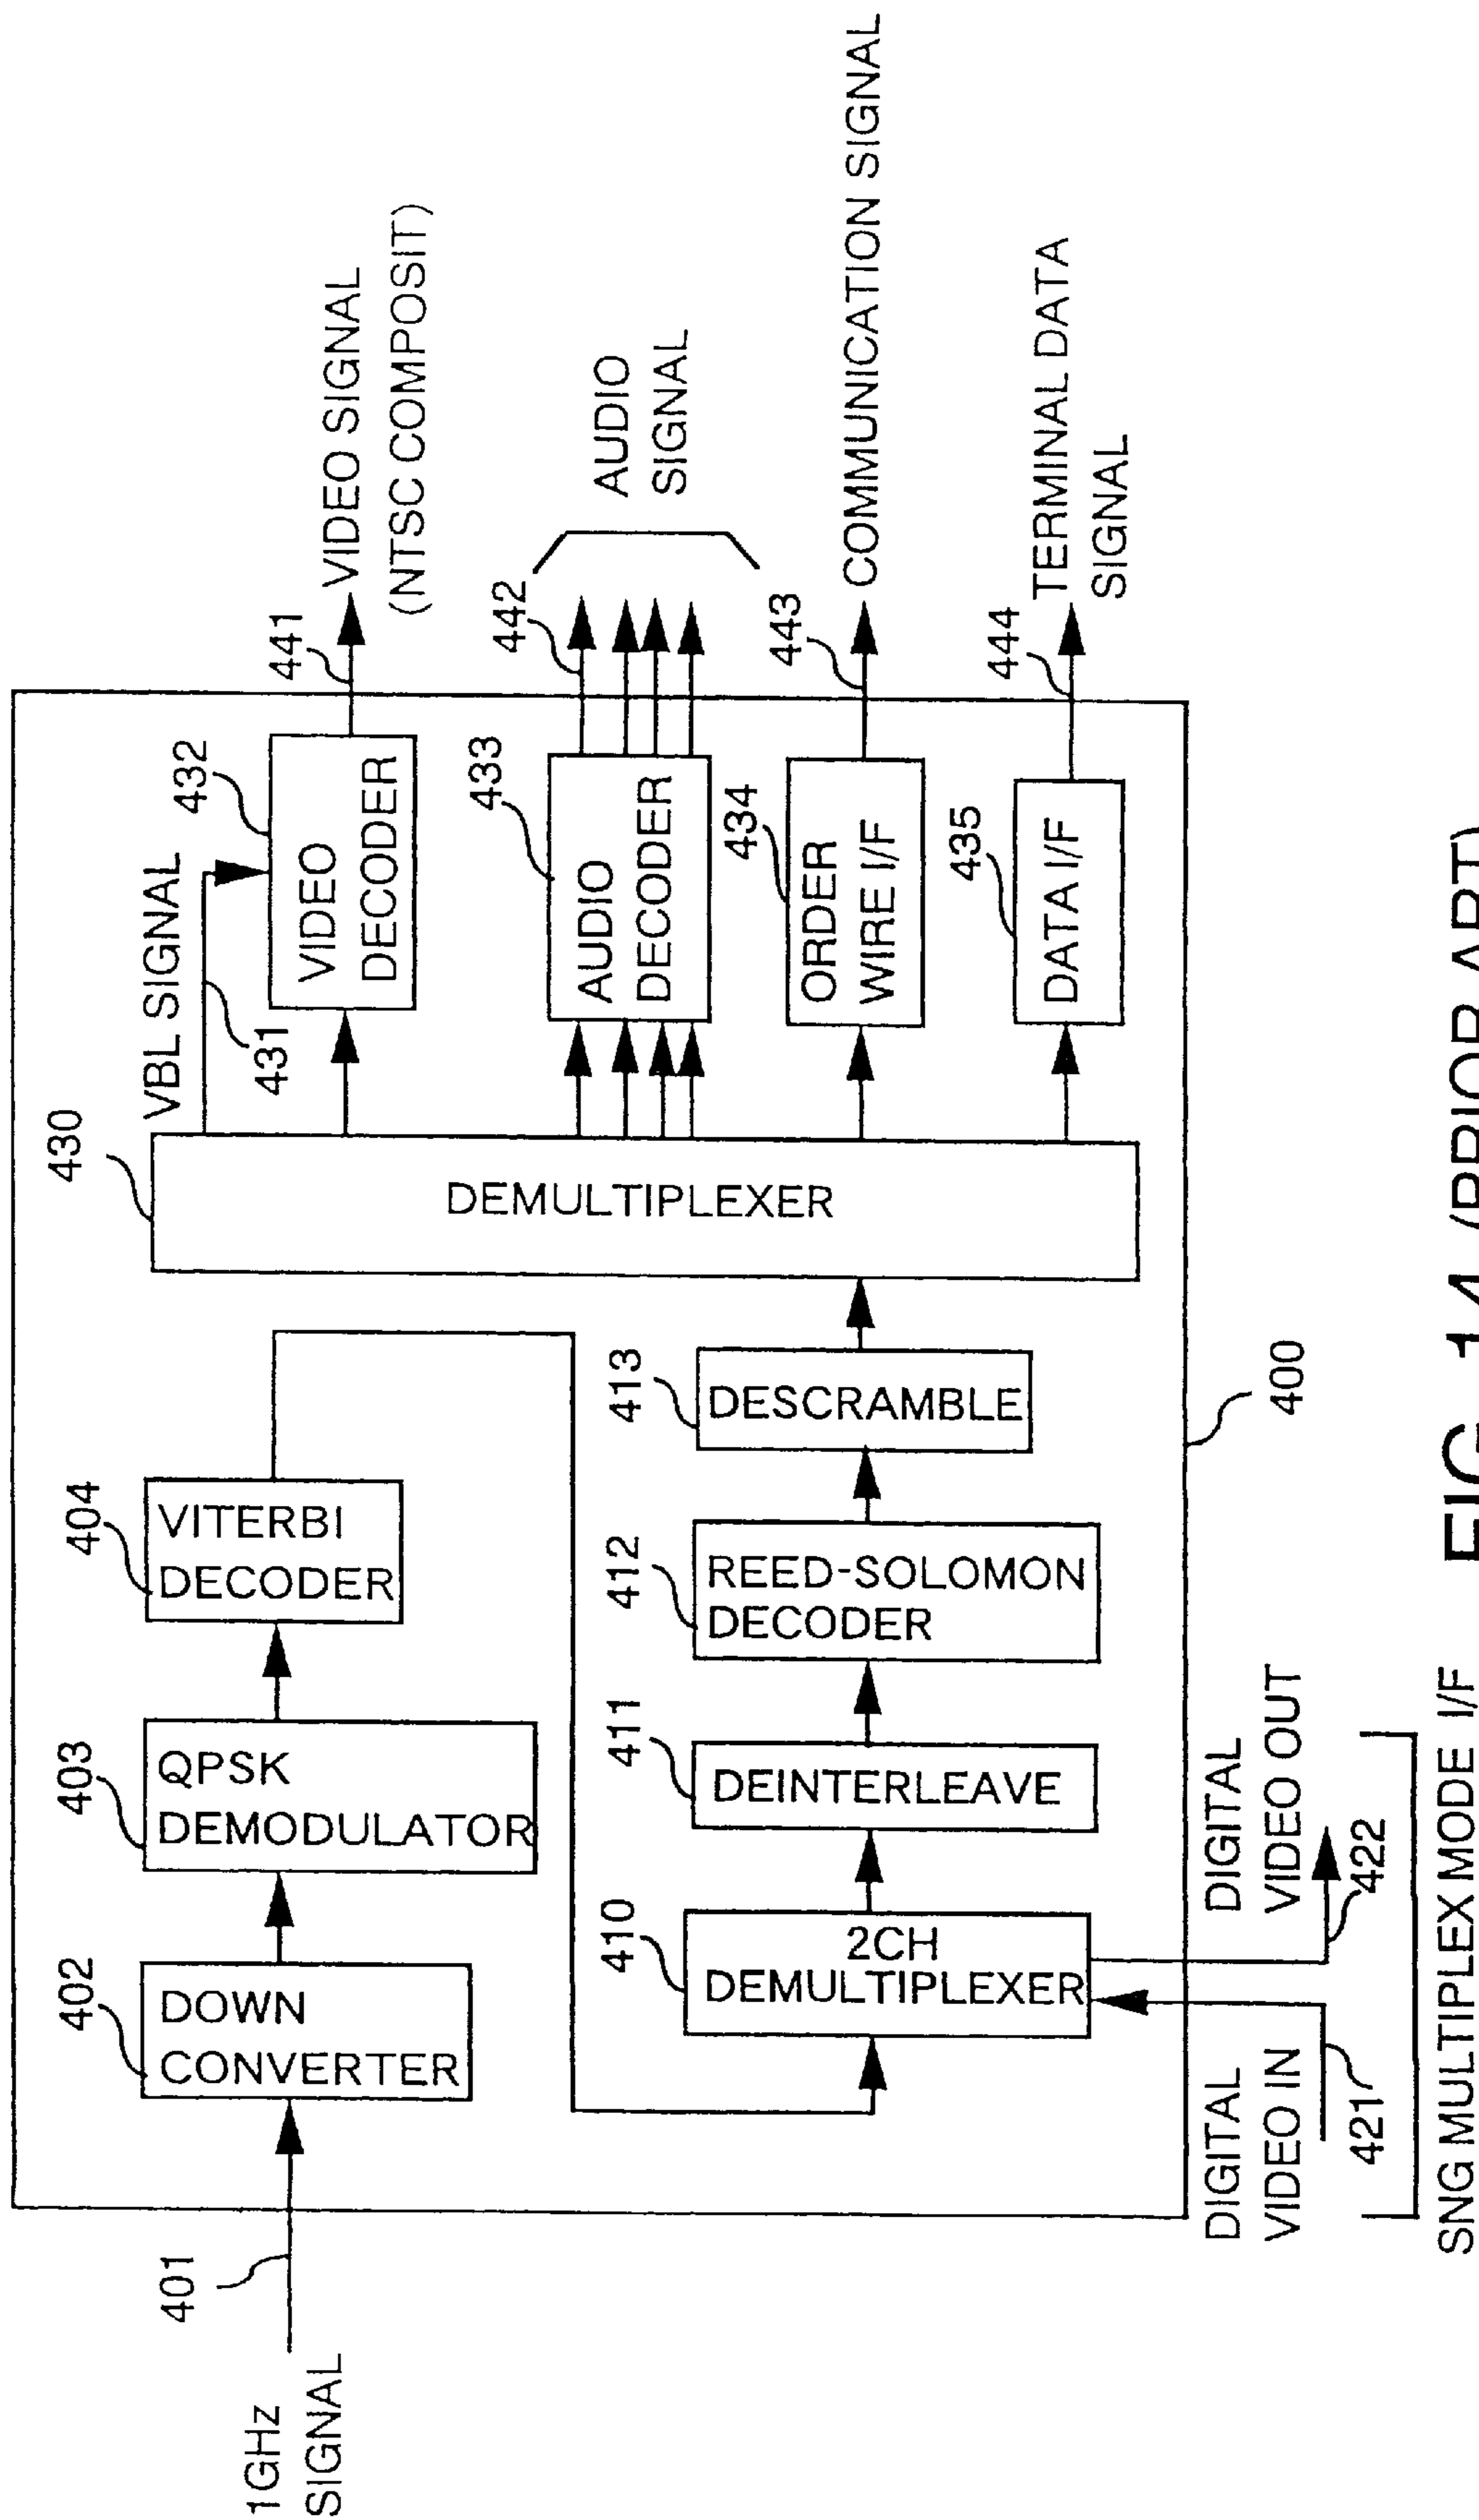 1GHz
SIGNAL
401
402
DOWN
CONVERTER
403
QPSK
DEMODULATOR
404
VITERBI
DECODER
410
2CH
DEMULTIPLEXER
411
DEINTERLEAVE
412
REED-SOLOMON
DECODER
413
DESCRAMBLE
430
DEMULTIPLEXER
VBL SIGNAL
431
432
VIDEO
DECODER
433
AUDIO
DECODER
434
ORDER
WIRE I/F
435
DATA I/F
441
VIDEO SIGNAL
(NTSC COMPOSIT)
442
AUDIO
SIGNAL
443
COMMUNICATION SIGNAL
444
TERMINAL DATA
SIGNAL
400
DIGITAL
VIDEO IN
421
DIGITAL
VIDEO OUT
422
SNG MULTIPLEX MODE I/F
FIG. 14 (PRIOR ART)